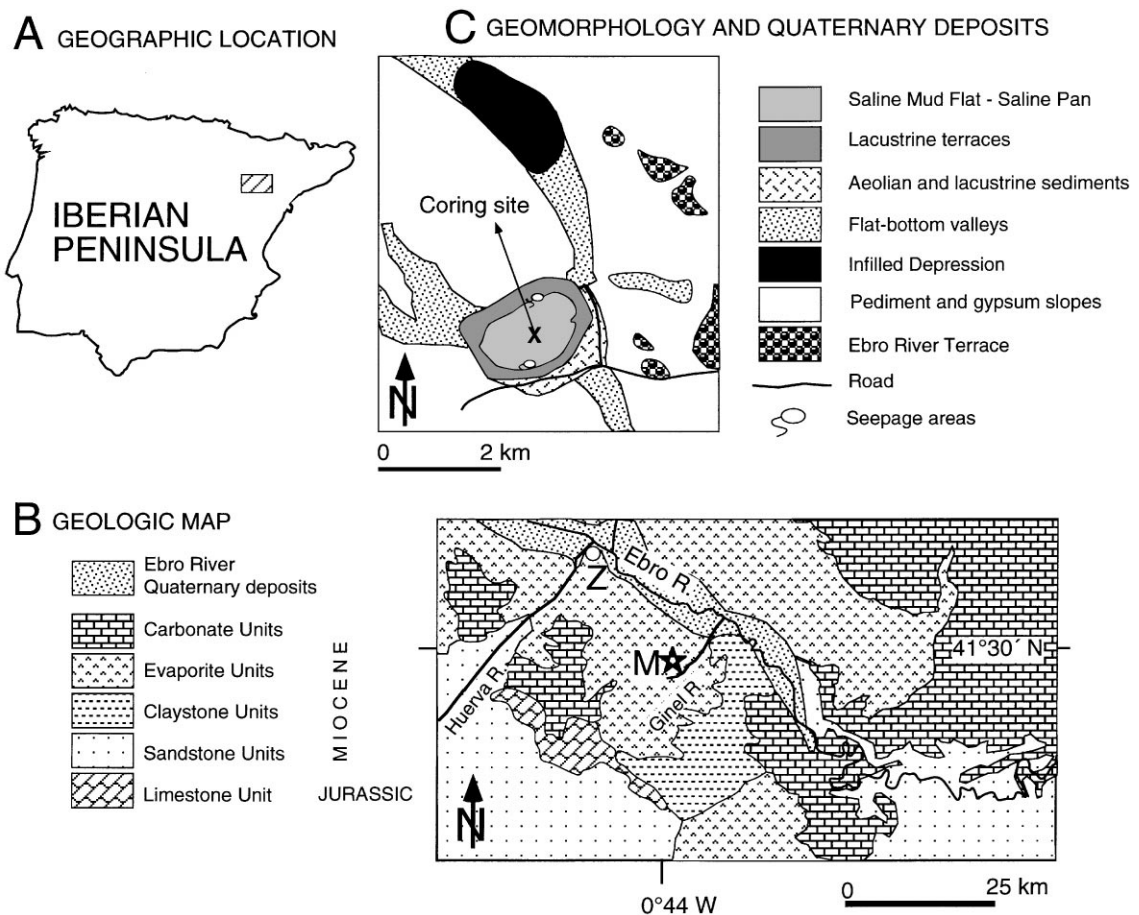 A GEOGRAPHIC LOCATION
IBERIAN
PENINSULA
C GEOMORPHOLOGY AND QUATERNARY DEPOSITS
Coring site
X
N
0 2 km
Saline Mud Flat - Saline Pan
Lacustrine terraces
Aeolian and lacustrine sediments
Flat-bottom valleys
Infilled Depression
Pediment and gypsum slopes
Ebro River Terrace
Road
Seepage areas
B GEOLOGIC MAP
Ebro River
Quaternary deposits
Carbonate Units
Evaporite Units
Claystone Units
Sandstone Units
MIOCENE
Limestone Unit JURASSIC
Z
Ebro R.
Huerva R.
M
Ginel R.
41°30´ N
N
0°44 W
0 25 km